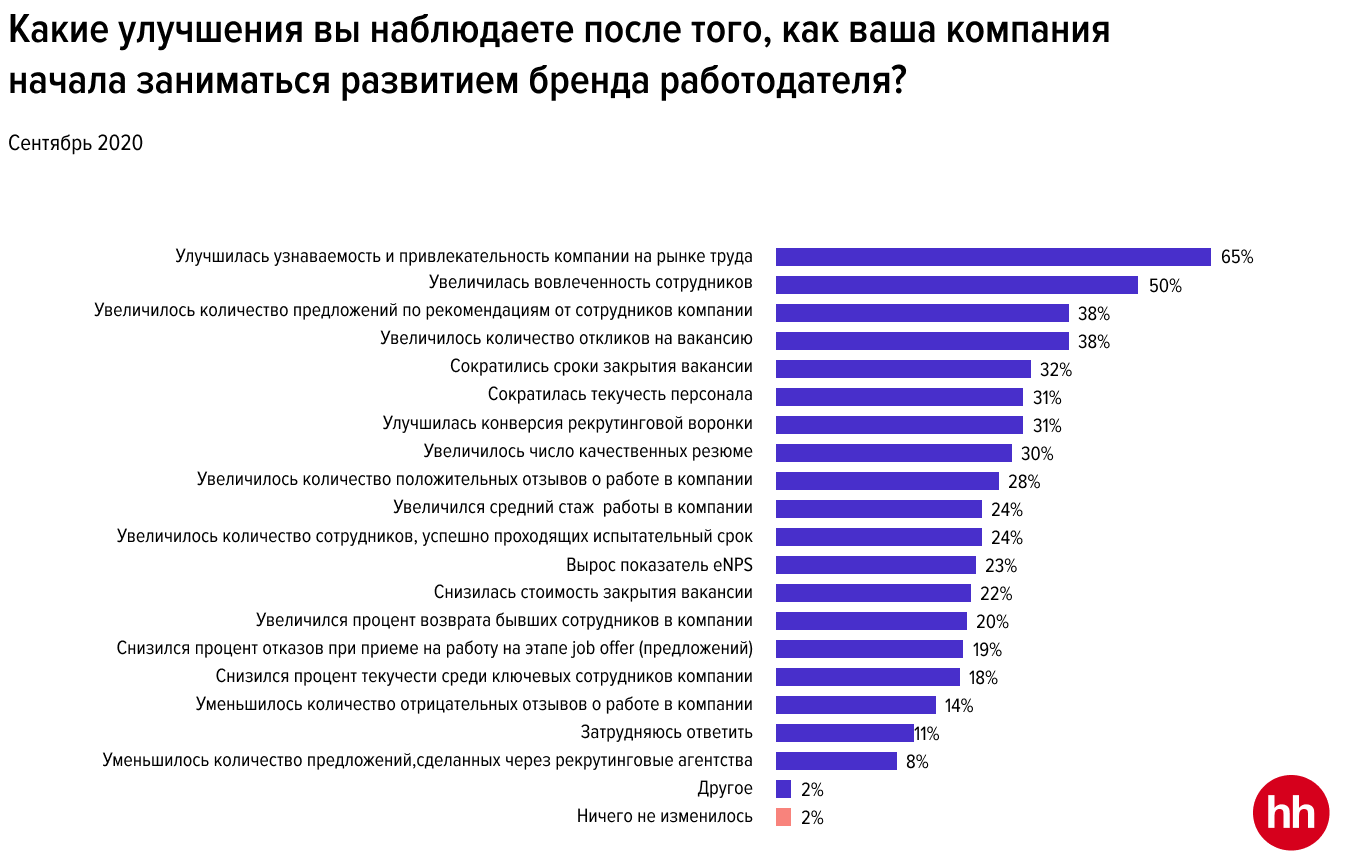 Какие улучшения вы наблюдаете после того, как ваша компания
начала заниматься развитием бренда работодателя?
Сентябрь 2020
Улучшилась узнаваемость и привлекательность компании на рынке труда 65%
Увеличилась вовлеченность сотрудников 50%
Увеличилось количество предложений по рекомендациям от сотрудников компании 38%
Увеличилось количество откликов на вакансию 38%
Сократились сроки закрытия вакансии 32%
Сократилась текучесть персонала 31%
Улучшилась конверсия рекрутинговой воронки 31%
Увеличилось число качественных резюме 30%
Увеличилось количество положительных отзывов о работе в компании 28%
Увеличился средний стаж  работы в компании 24%
Увеличилось количество сотрудников, успешно проходящих испытательный срок 24%
Вырос показатель eNPS 23%
Снизилась стоимость закрытия вакансии 22%
Увеличился процент возврата бывших сотрудников в компании 20%
Снизился процент отказов при приеме на работу на этапе job offer (предложений) 19%
Снизился процент текучести среди ключевых сотрудников компании 18%
Уменьшилось количество отрицательных отзывов о работе в компании 14%
Затрудняюсь ответить 11%
Уменьшилось количество предложений,сделанных через рекрутинговые агентства 8%
Другое 2%
Ничего не изменилось 2%
hh